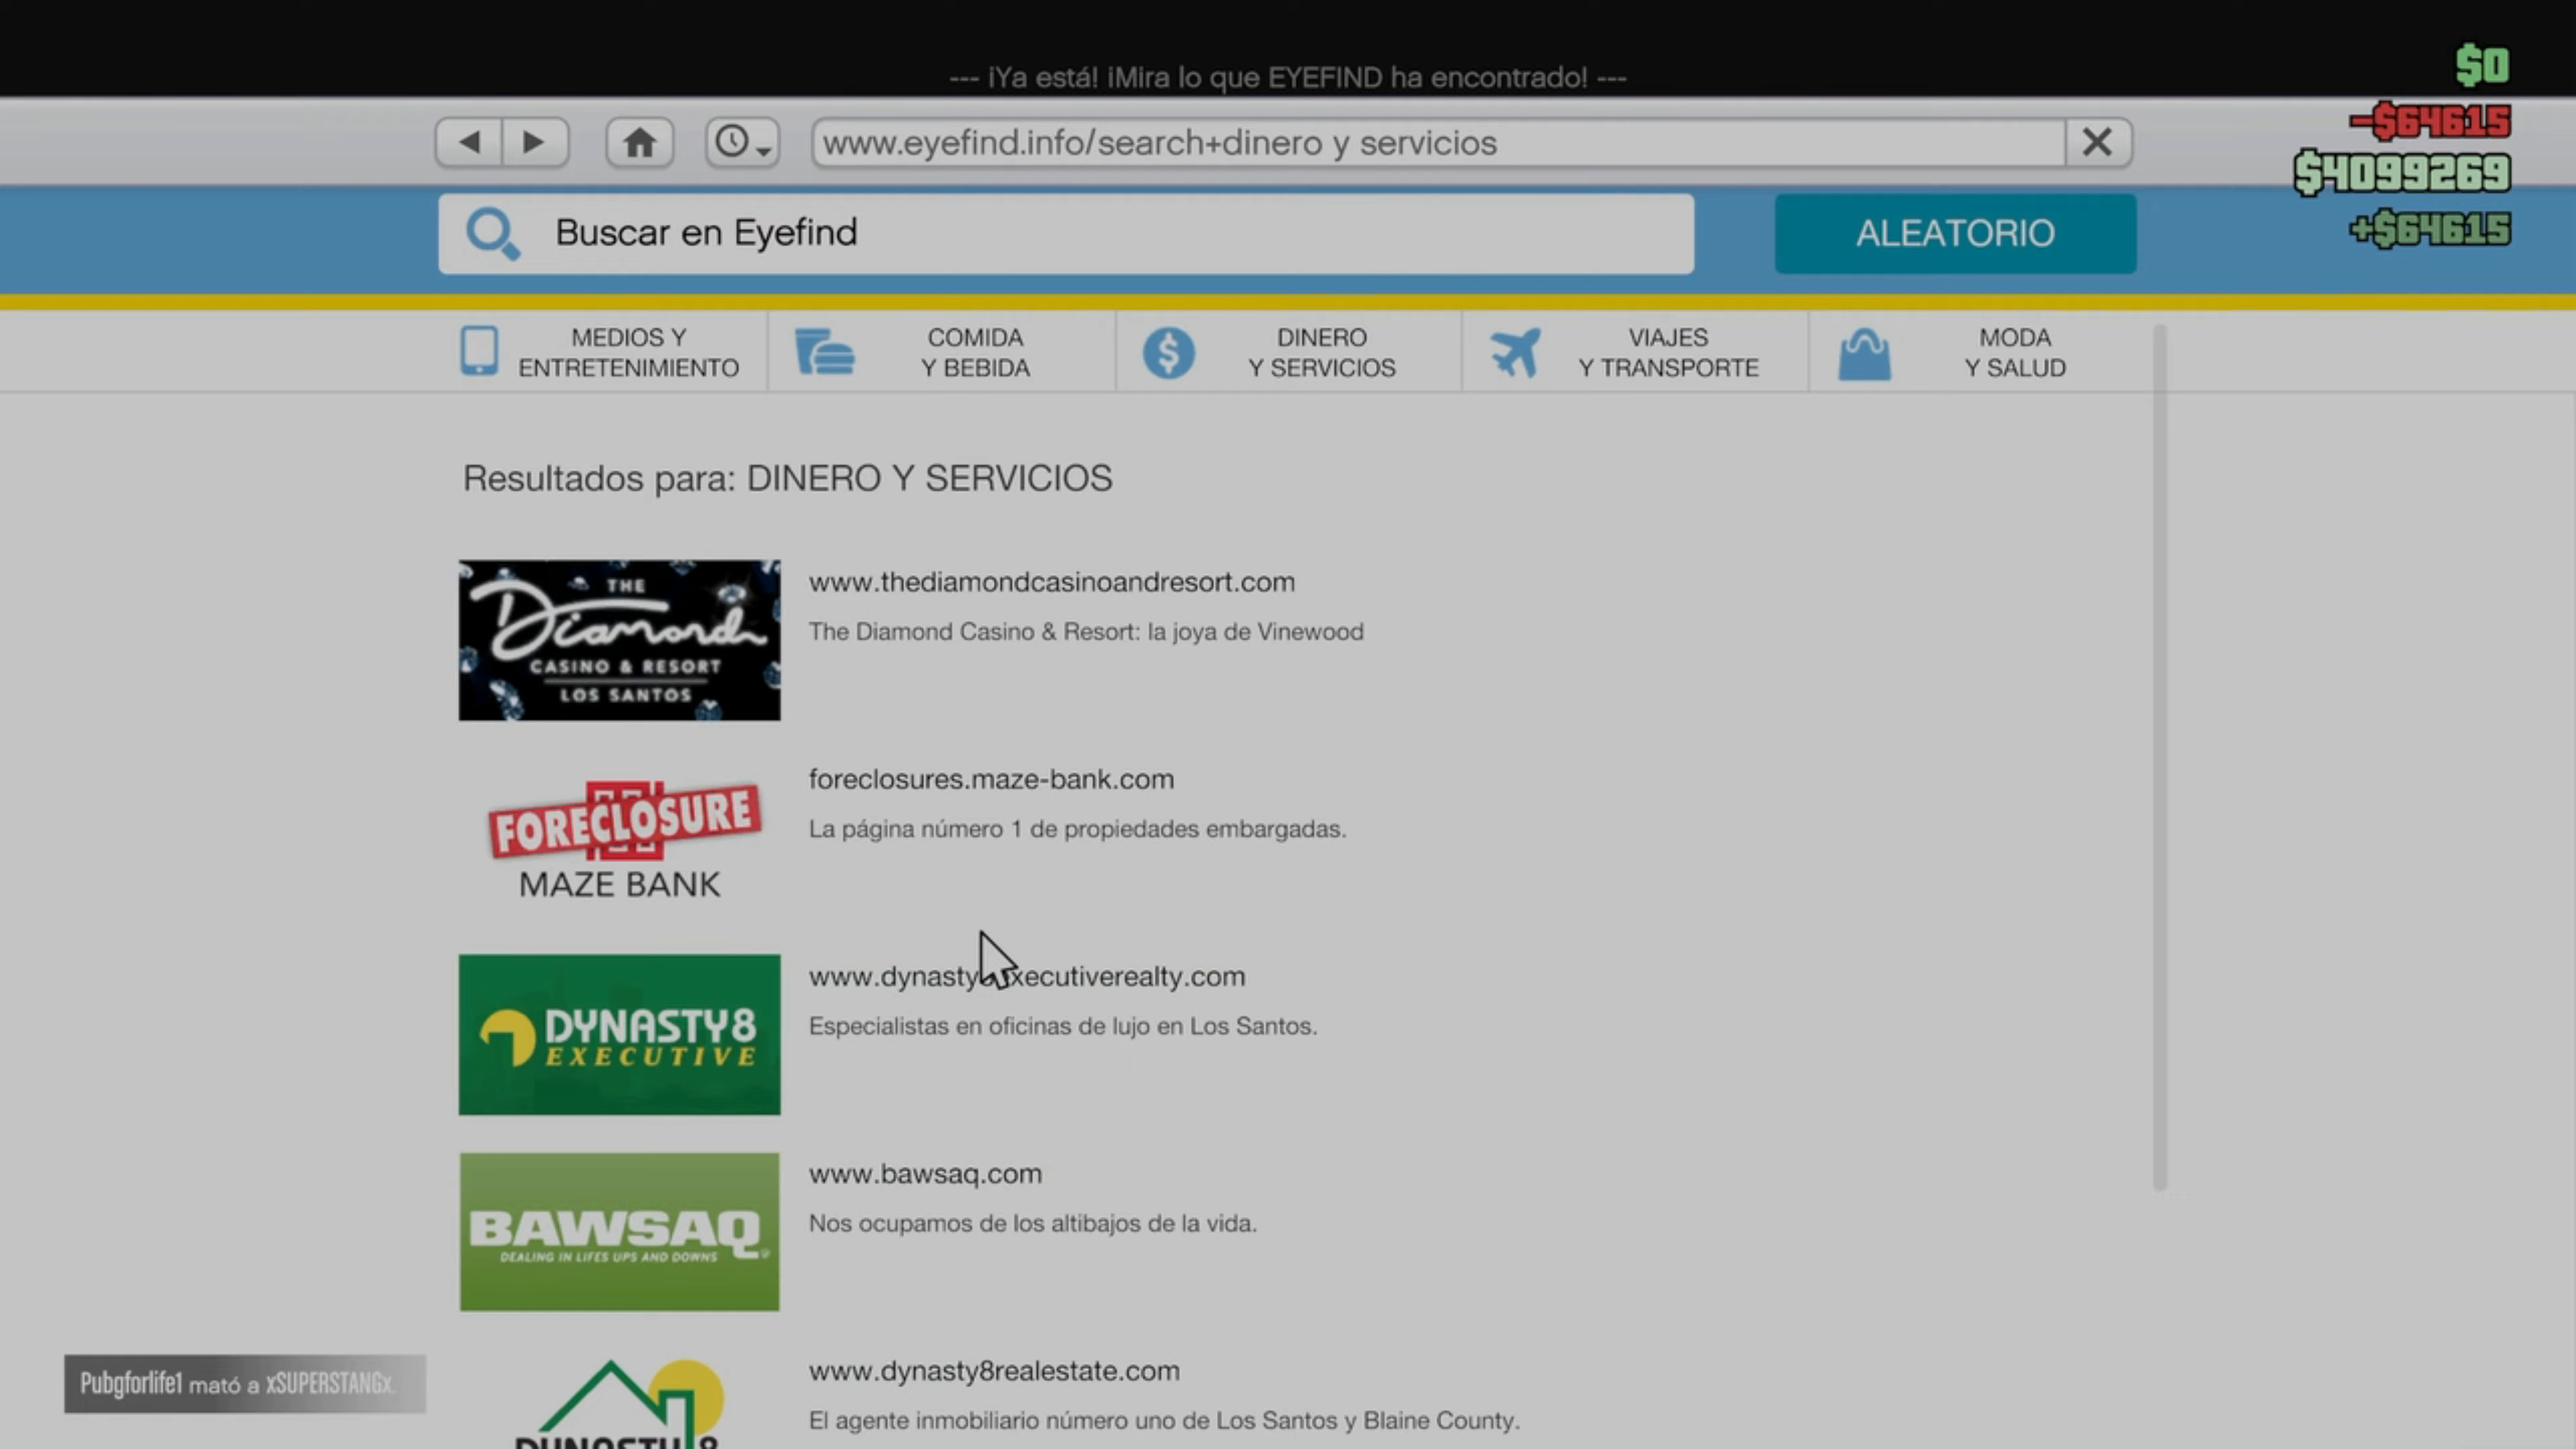 --- ¡Ya está! ¡Mira lo que EYEFIND ha encontrado! ---
$0
-$64615
$4099269
+$64615
www.eyefind.info/search+dinero y servicios
Buscar en Eyefind
ALEATORIO
MEDIOS Y
ENTRETENIMIENTO
COMIDA
Y BEBIDA
DINERO
Y SERVICIOS
VIAJES
Y TRANSPORTE
MODA
Y SALUD
Resultados para: DINERO Y SERVICIOS
THE
Diamond
CASINO & RESORT
LOS SANTOS
www.thediamondcasinoandresort.com
The Diamond Casino & Resort: la joya de Vinewood
FORECLOSURE
MAZE BANK
foreclosures.maze-bank.com
La página número 1 de propiedades embargadas.
DYNASTY8
EXECUTIVE
www.dynasty8executiverealty.com
Especialistas en oficinas de lujo en Los Santos.
BAWSAQ
DEALING IN LIFES UPS AND DOWNS
www.bawsaq.com
Nos ocupamos de los altibajos de la vida.
DYNASTY 8
www.dynasty8realestate.com
El agente inmobiliario número uno de Los Santos y Blaine County.
Pubgforlife1 mató a xSUPERSTANGx.